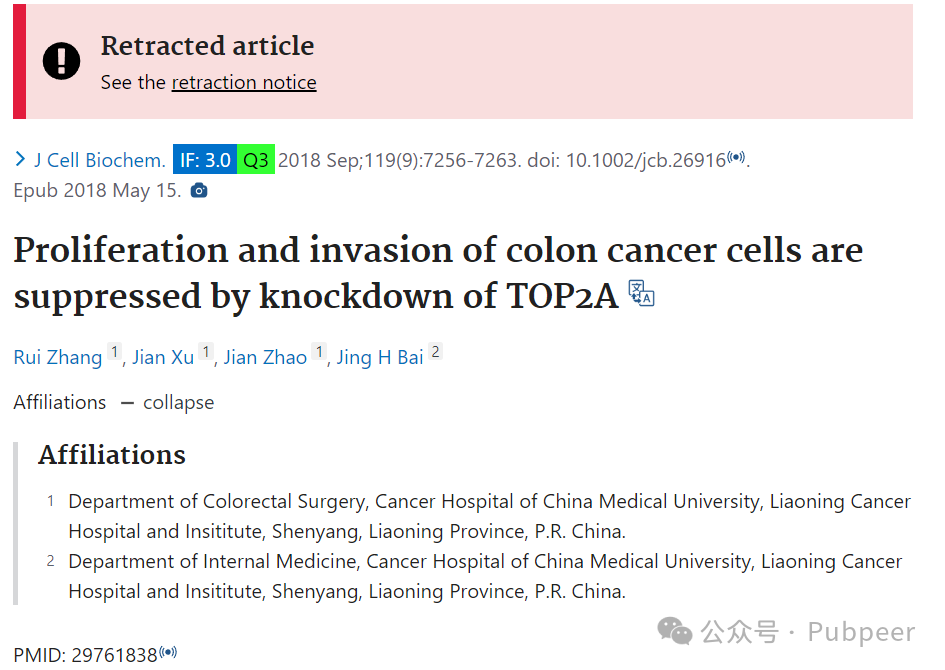 Retracted article
See the retraction notice
J Cell Biochem. IF: 3.0 Q3 2018 Sep;119(9):7256-7263. doi: 10.1002/jcb.26916.
Epub 2018 May 15.
Proliferation and invasion of colon cancer cells are
suppressed by knockdown of TOP2A
Rui Zhang 1, Jian Xu 1, Jian Zhao 1, Jing H Bai 2
Affiliations — collapse
Affiliations
1 Department of Colorectal Surgery, Cancer Hospital of China Medical University, Liaoning Cancer
Hospital and Insititute, Shenyang, Liaoning Province, P.R. China.
2 Department of Internal Medicine, Cancer Hospital of China Medical University, Liaoning Cancer
Hospital and Insititute, Shenyang, Liaoning Province, P.R. China.
公众号 · Pubpeer
PMID: 29761838